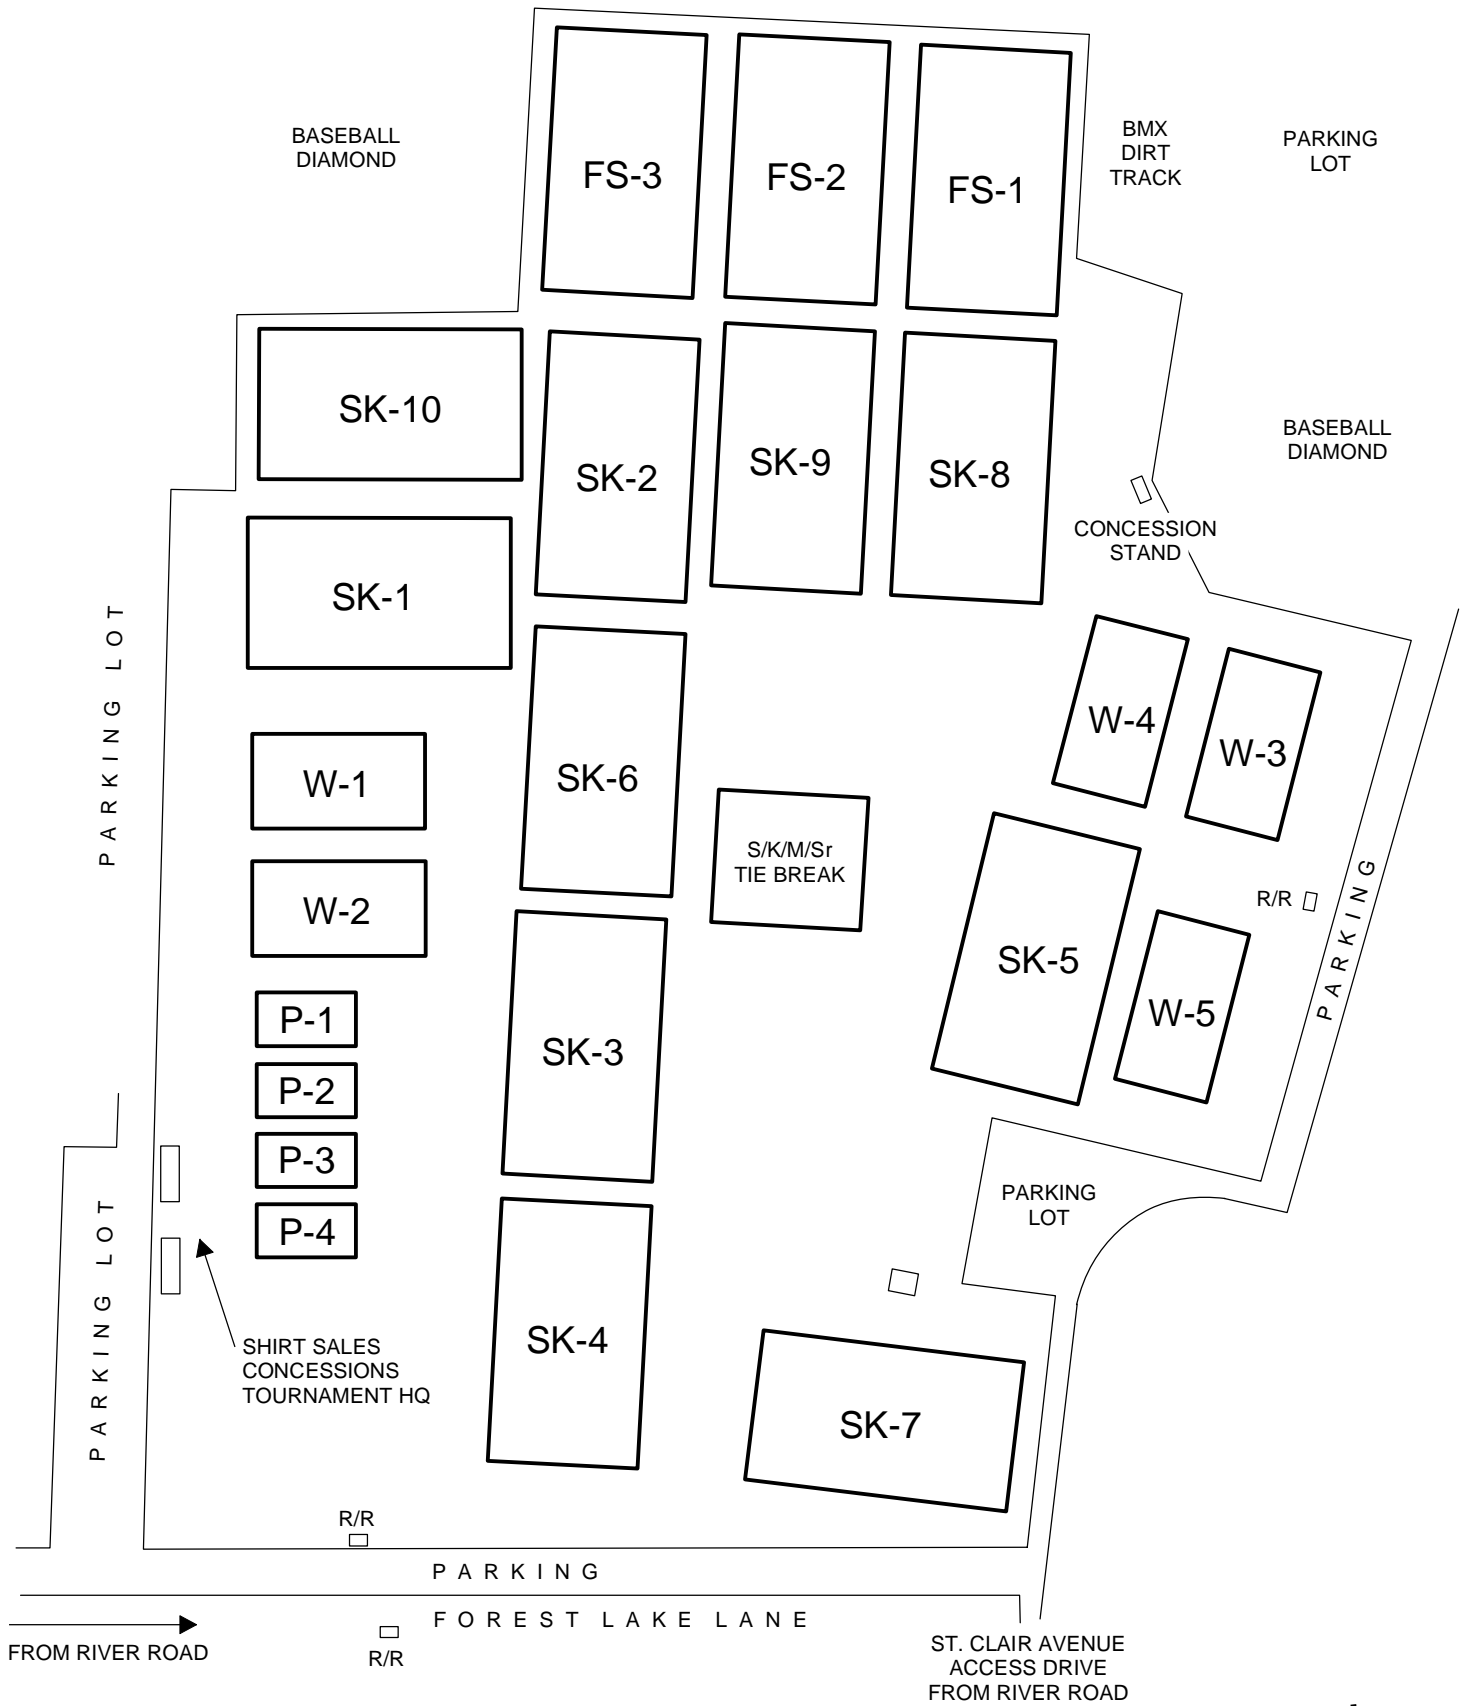 BASEBALL
DIAMOND
FS-3
FS-2
FS-1
BMX
DIRT
TRACK
PARKING
LOT
SK-10
SK-2
SK-9
SK-8
BASEBALL
DIAMOND
CONCESSION
STAND
SK-1
PARKING LOT
W-4
W-3
W-1
SK-6
S/K/M/Sr
TIE BREAK
W-2
R/R
PARKING
SK-5
W-5
P-1
SK-3
P-2
P-3
P-4
PARKING
LOT
PARKING LOT
SHIRT SALES
CONCESSIONS
TOURNAMENT HQ
SK-4
SK-7
R/R
PARKING
FOREST LAKE LANE
FROM RIVER ROAD
R/R
ST. CLAIR AVENUE
ACCESS DRIVE
FROM RIVER ROAD